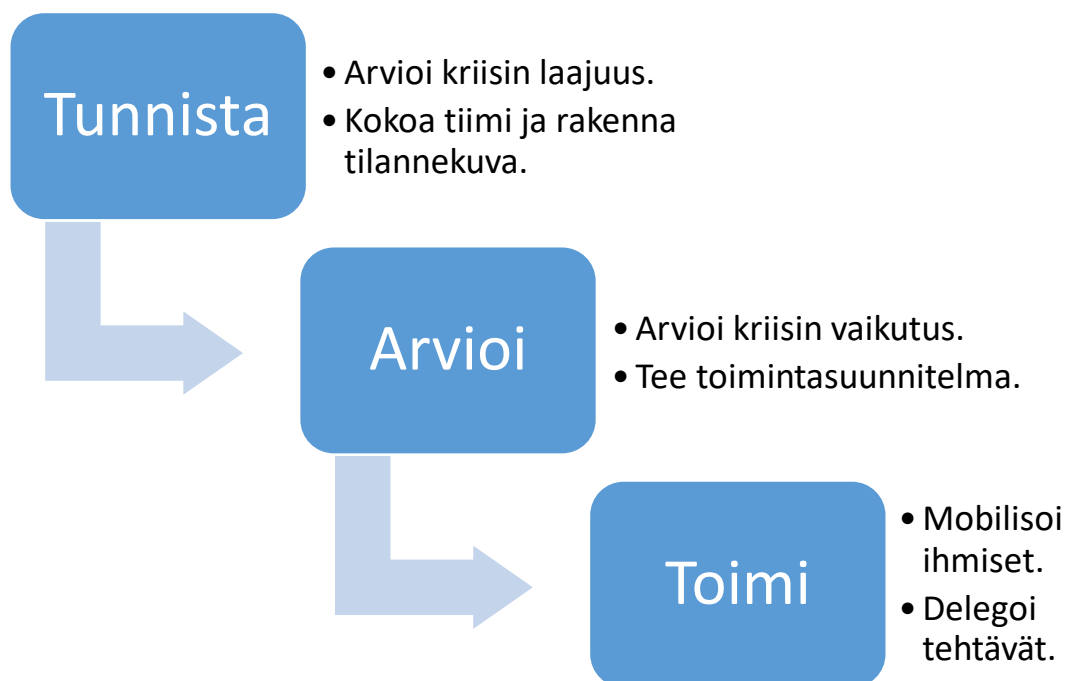 Tunnista
• Arvioi kriisin laajuus.
• Kokoa tiimi ja rakenna
tilannekuva.
Arvioi
• Arvioi kriisin vaikutus.
• Tee toimintasuunnitelma.
Toimi
• Mobilisoi
ihmiset.
• Delegoi
tehtävät.